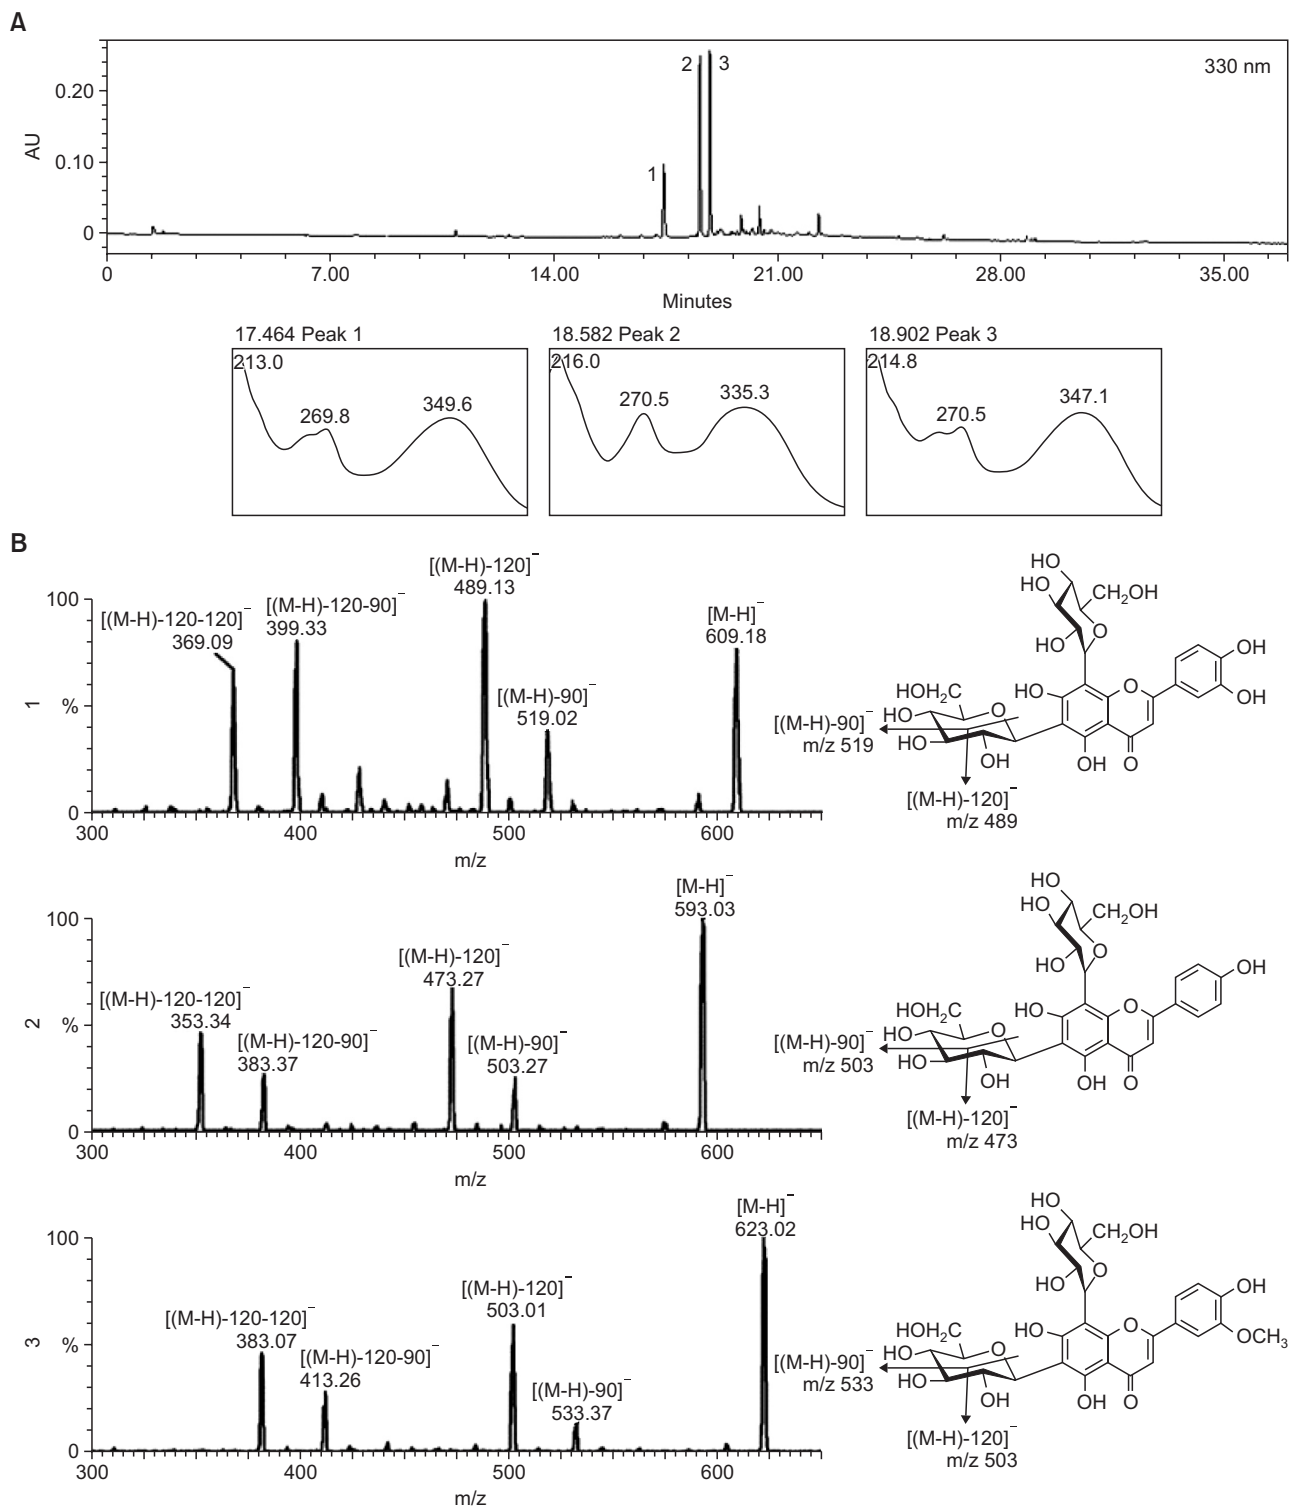 A
330 nm
AU
0.20
0.10
0
1
2
3
0
7.00
14.00
21.00
28.00
35.00
Minutes
17.464 Peak 1
213.0
269.8
349.6
18.582 Peak 2
216.0
270.5
335.3
18.902 Peak 3
214.8
270.5
347.1
B
1
%
100
0
[(M-H)-120-120]⁻
369.09
[(M-H)-120-90]⁻
399.33
[(M-H)-120]⁻
489.13
[(M-H)-90]⁻
519.02
[M-H]⁻
609.18
300
400
500
600
m/z
HO
HO
CH₂OH
HO
O
HOH₂C
HO
HO
O
OH
HO
O
OH
OH
OH
O
[(M-H)-90]⁻
m/z 519
[(M-H)-120]⁻
m/z 489
2
%
100
0
[(M-H)-120-120]⁻
353.34
[(M-H)-120-90]⁻
383.37
[(M-H)-120]⁻
473.27
[(M-H)-90]⁻
503.27
[M-H]⁻
593.03
300
400
500
600
m/z
HO
HO
CH₂OH
HO
O
HOH₂C
HO
HO
O
OH
HO
O
OH
OH
O
[(M-H)-90]⁻
m/z 503
[(M-H)-120]⁻
m/z 473
3
%
100
0
[(M-H)-120-120]⁻
383.07
[(M-H)-120-90]⁻
413.26
[(M-H)-120]⁻
503.01
[(M-H)-90]⁻
533.37
[M-H]⁻
623.02
300
400
500
600
m/z
HO
HO
CH₂OH
HO
O
HOH₂C
HO
HO
O
OH
HO
O
OH
OCH₃
OH
O
[(M-H)-90]⁻
m/z 533
[(M-H)-120]⁻
m/z 503